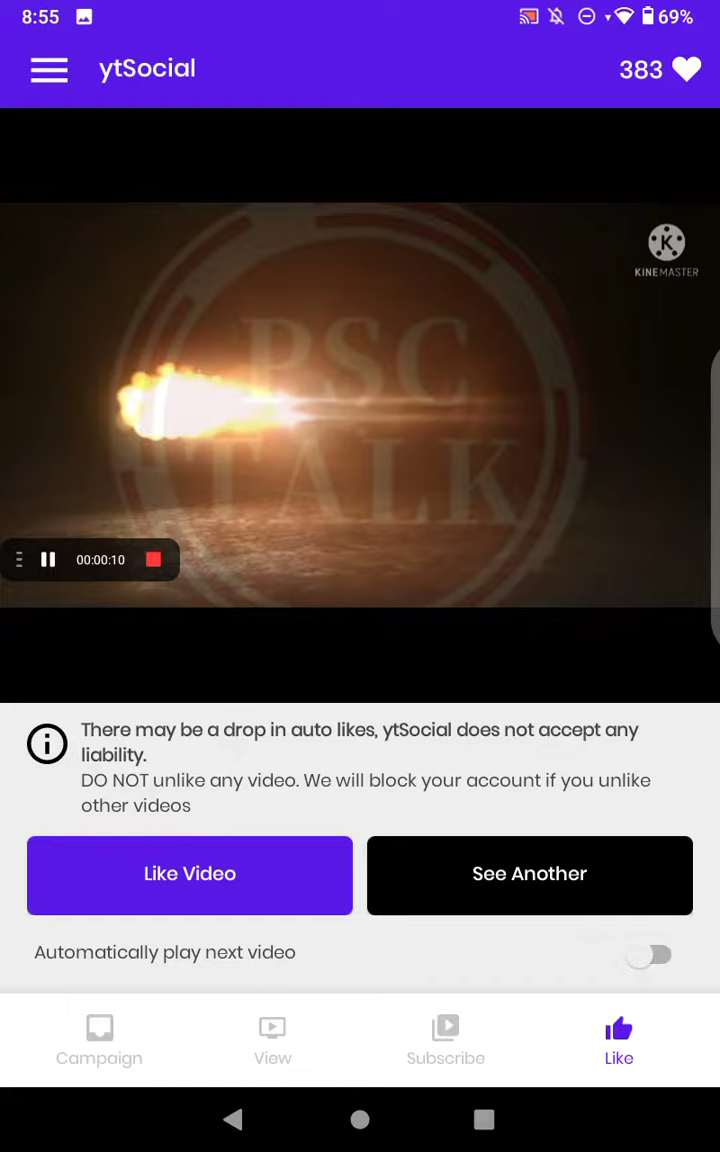 8:55
69%
ytSocial
383
KINEMASTER
PSC
TALK
00:00:10
There may be a drop in auto likes, ytSocial does not accept any
liability.
DO NOT unlike any video. We will block your account if you unlike
other videos
Like Video
See Another
Automatically play next video
Campaign
View
Subscribe
Like